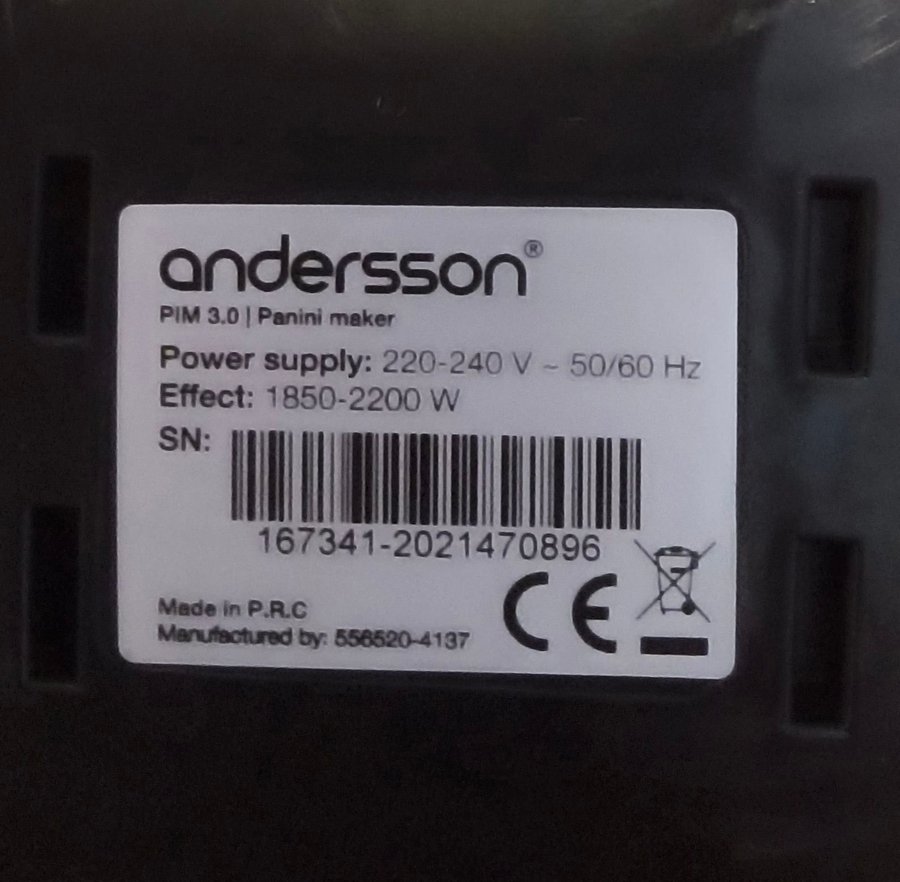 andersson®
PIM 3.0 | Panini maker
Power supply: 220-240 V ~ 50/60 Hz
Effect: 1850-2200 W
SN:
167341-2021470896
CE
Made in P.R.C
Manufactured by: 556520-4137